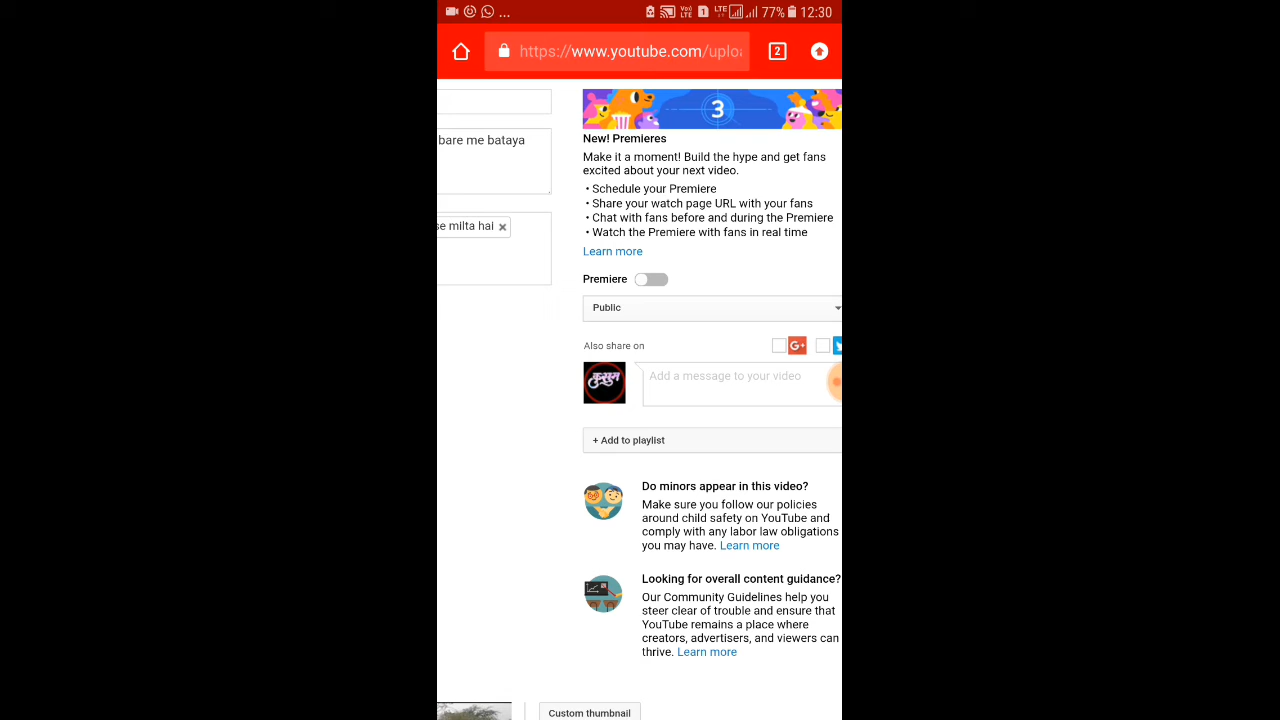 ... Vo) LTE 1 LTE 77% 12:30
https://www.youtube.com/uploa 2
3
bare me bataya
se milta hai
New! Premieres
Make it a moment! Build the hype and get fans
excited about your next video.
• Schedule your Premiere
• Share your watch page URL with your fans
• Chat with fans before and during the Premiere
• Watch the Premiere with fans in real time
Learn more
Premiere
Public
Also share on G+
कुसुम
Add a message to your video
+ Add to playlist
Do minors appear in this video?
Make sure you follow our policies
around child safety on YouTube and
comply with any labor law obligations
you may have. Learn more
Looking for overall content guidance?
Our Community Guidelines help you
steer clear of trouble and ensure that
YouTube remains a place where
creators, advertisers, and viewers can
thrive. Learn more
Custom thumbnail